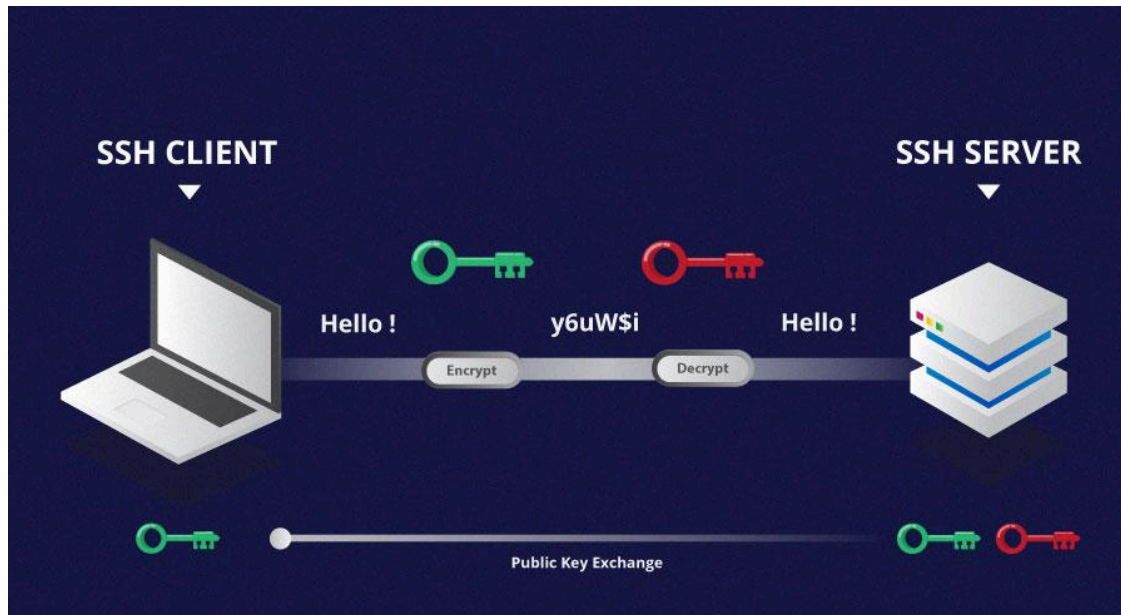 SSH CLIENT
SSH SERVER
Hello !
y6uW$i
Hello !
Encrypt
Decrypt
Public Key Exchange